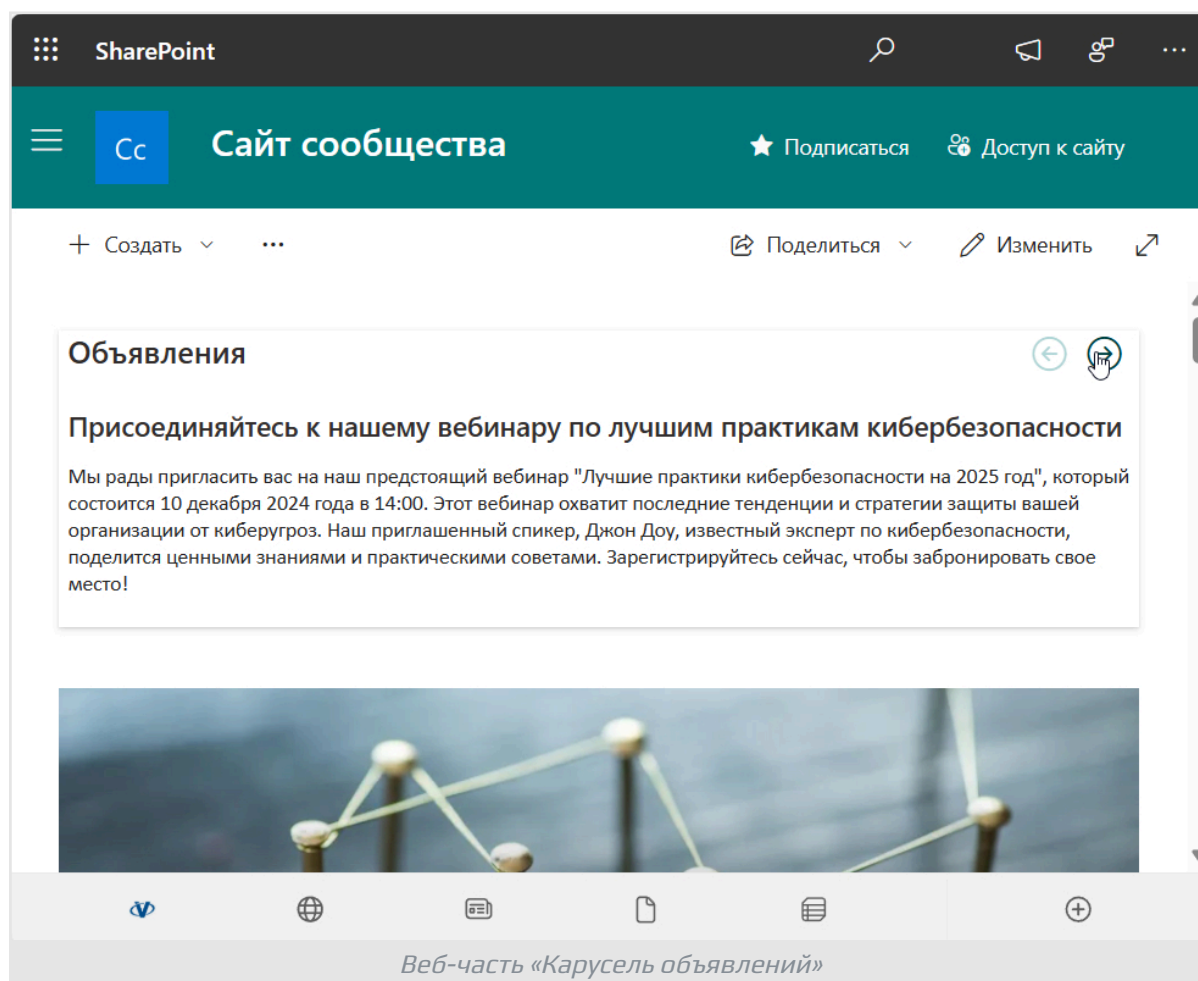 SharePoint
Cc
Сайт сообщества
Подписаться
Доступ к сайту
Создать
Поделиться
Изменить
Объявления
Присоединяйтесь к нашему вебинару по лучшим практикам кибербезопасности
Мы рады пригласить вас на наш предстоящий вебинар "Лучшие практики кибербезопасности на 2025 год", который
состоится 10 декабря 2024 года в 14:00. Этот вебинар охватит последние тенденции и стратегии защиты вашей
организации от киберугроз. Наш приглашенный спикер, Джон Доу, известный эксперт по кибербезопасности,
поделится ценными знаниями и практическими советами. Зарегистрируйтесь сейчас, чтобы забронировать свое
место!
Веб-часть «Карусель объявлений»